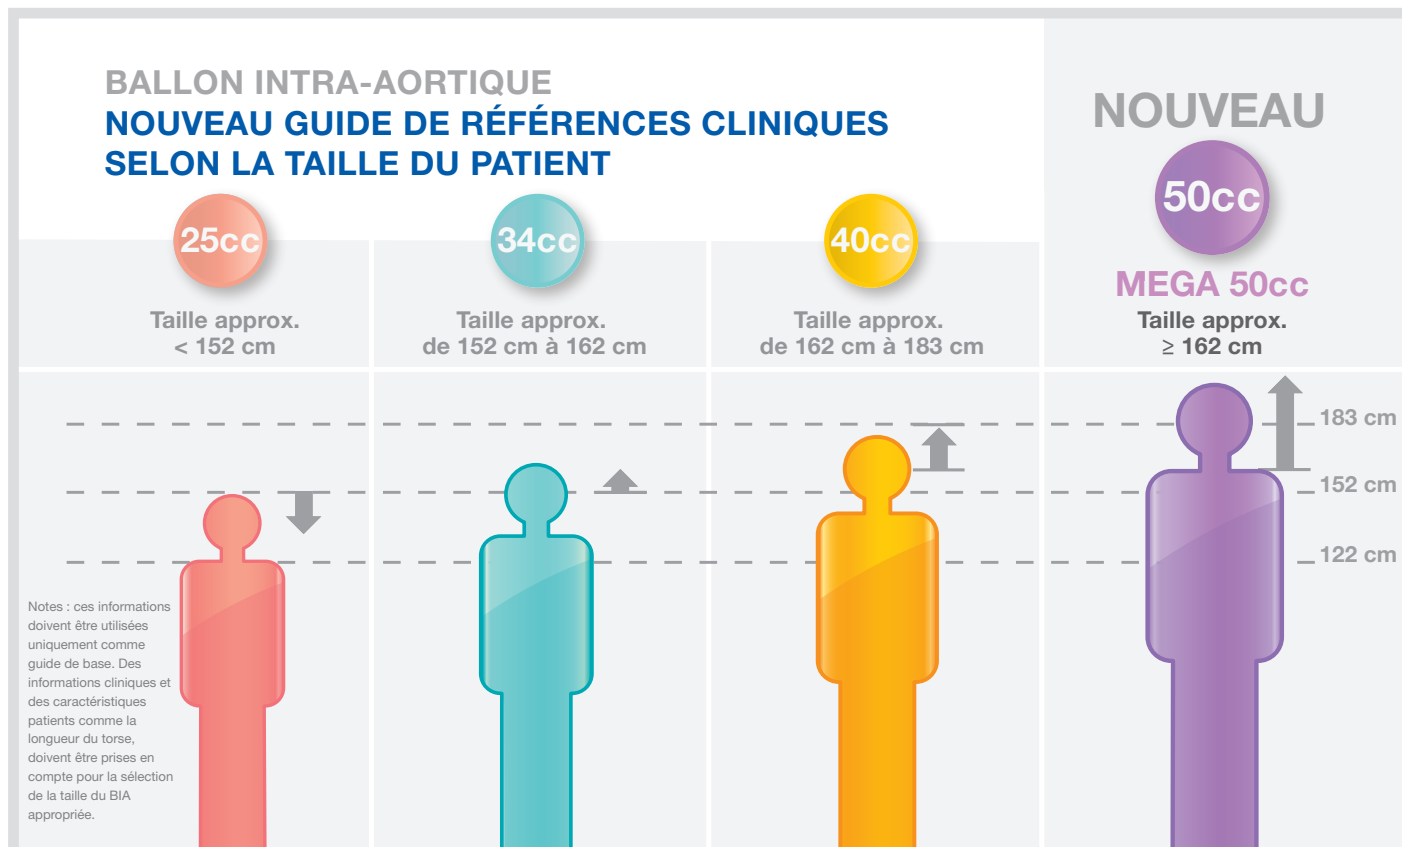 BALLON INTRA-AORTIQUE
NOUVEAU GUIDE DE RÉFÉRENCES CLINIQUES
SELON LA TAILLE DU PATIENT
25cc
Taille approx.
< 152 cm
34cc
Taille approx.
de 152 cm à 162 cm
40cc
Taille approx.
de 162 cm à 183 cm
NOUVEAU
50cc
MEGA 50cc
Taille approx.
≥ 162 cm
183 cm
152 cm
122 cm
Notes : ces informations
doivent être utilisées
uniquement comme
guide de base. Des
informations cliniques et
des caractéristiques
patients comme la
longueur du torse,
doivent être prises en
compte pour la sélection
de la taille du BIA
appropriée.